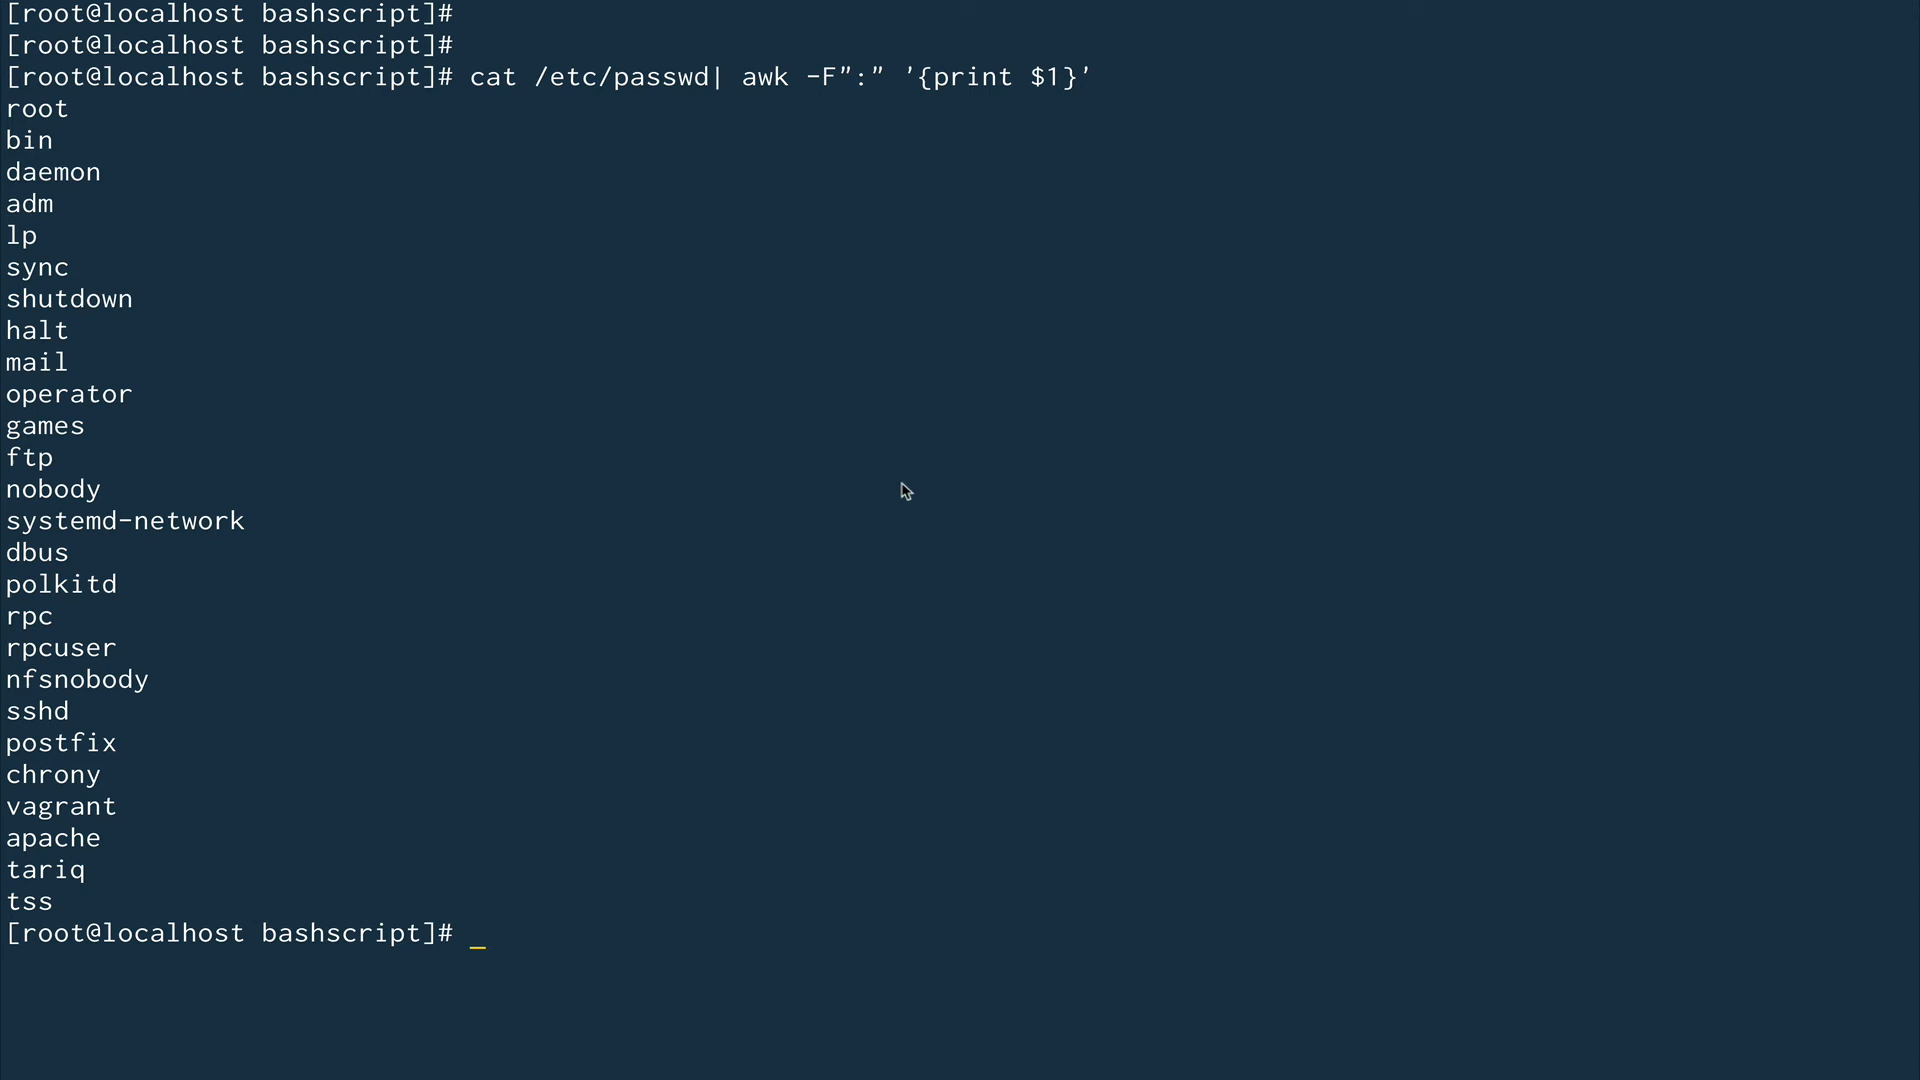 [root@localhost bashscript]#
[root@localhost bashscript]#
[root@localhost bashscript]# cat /etc/passwd| awk -F":" '{print $1}'
root
bin
daemon
adm
lp
sync
shutdown
halt
mail
operator
games
ftp
nobody
systemd-network
dbus
polkitd
rpc
rpcuser
nfsnobody
sshd
postfix
chrony
vagrant
apache
tariq
tss
[root@localhost bashscript]# _